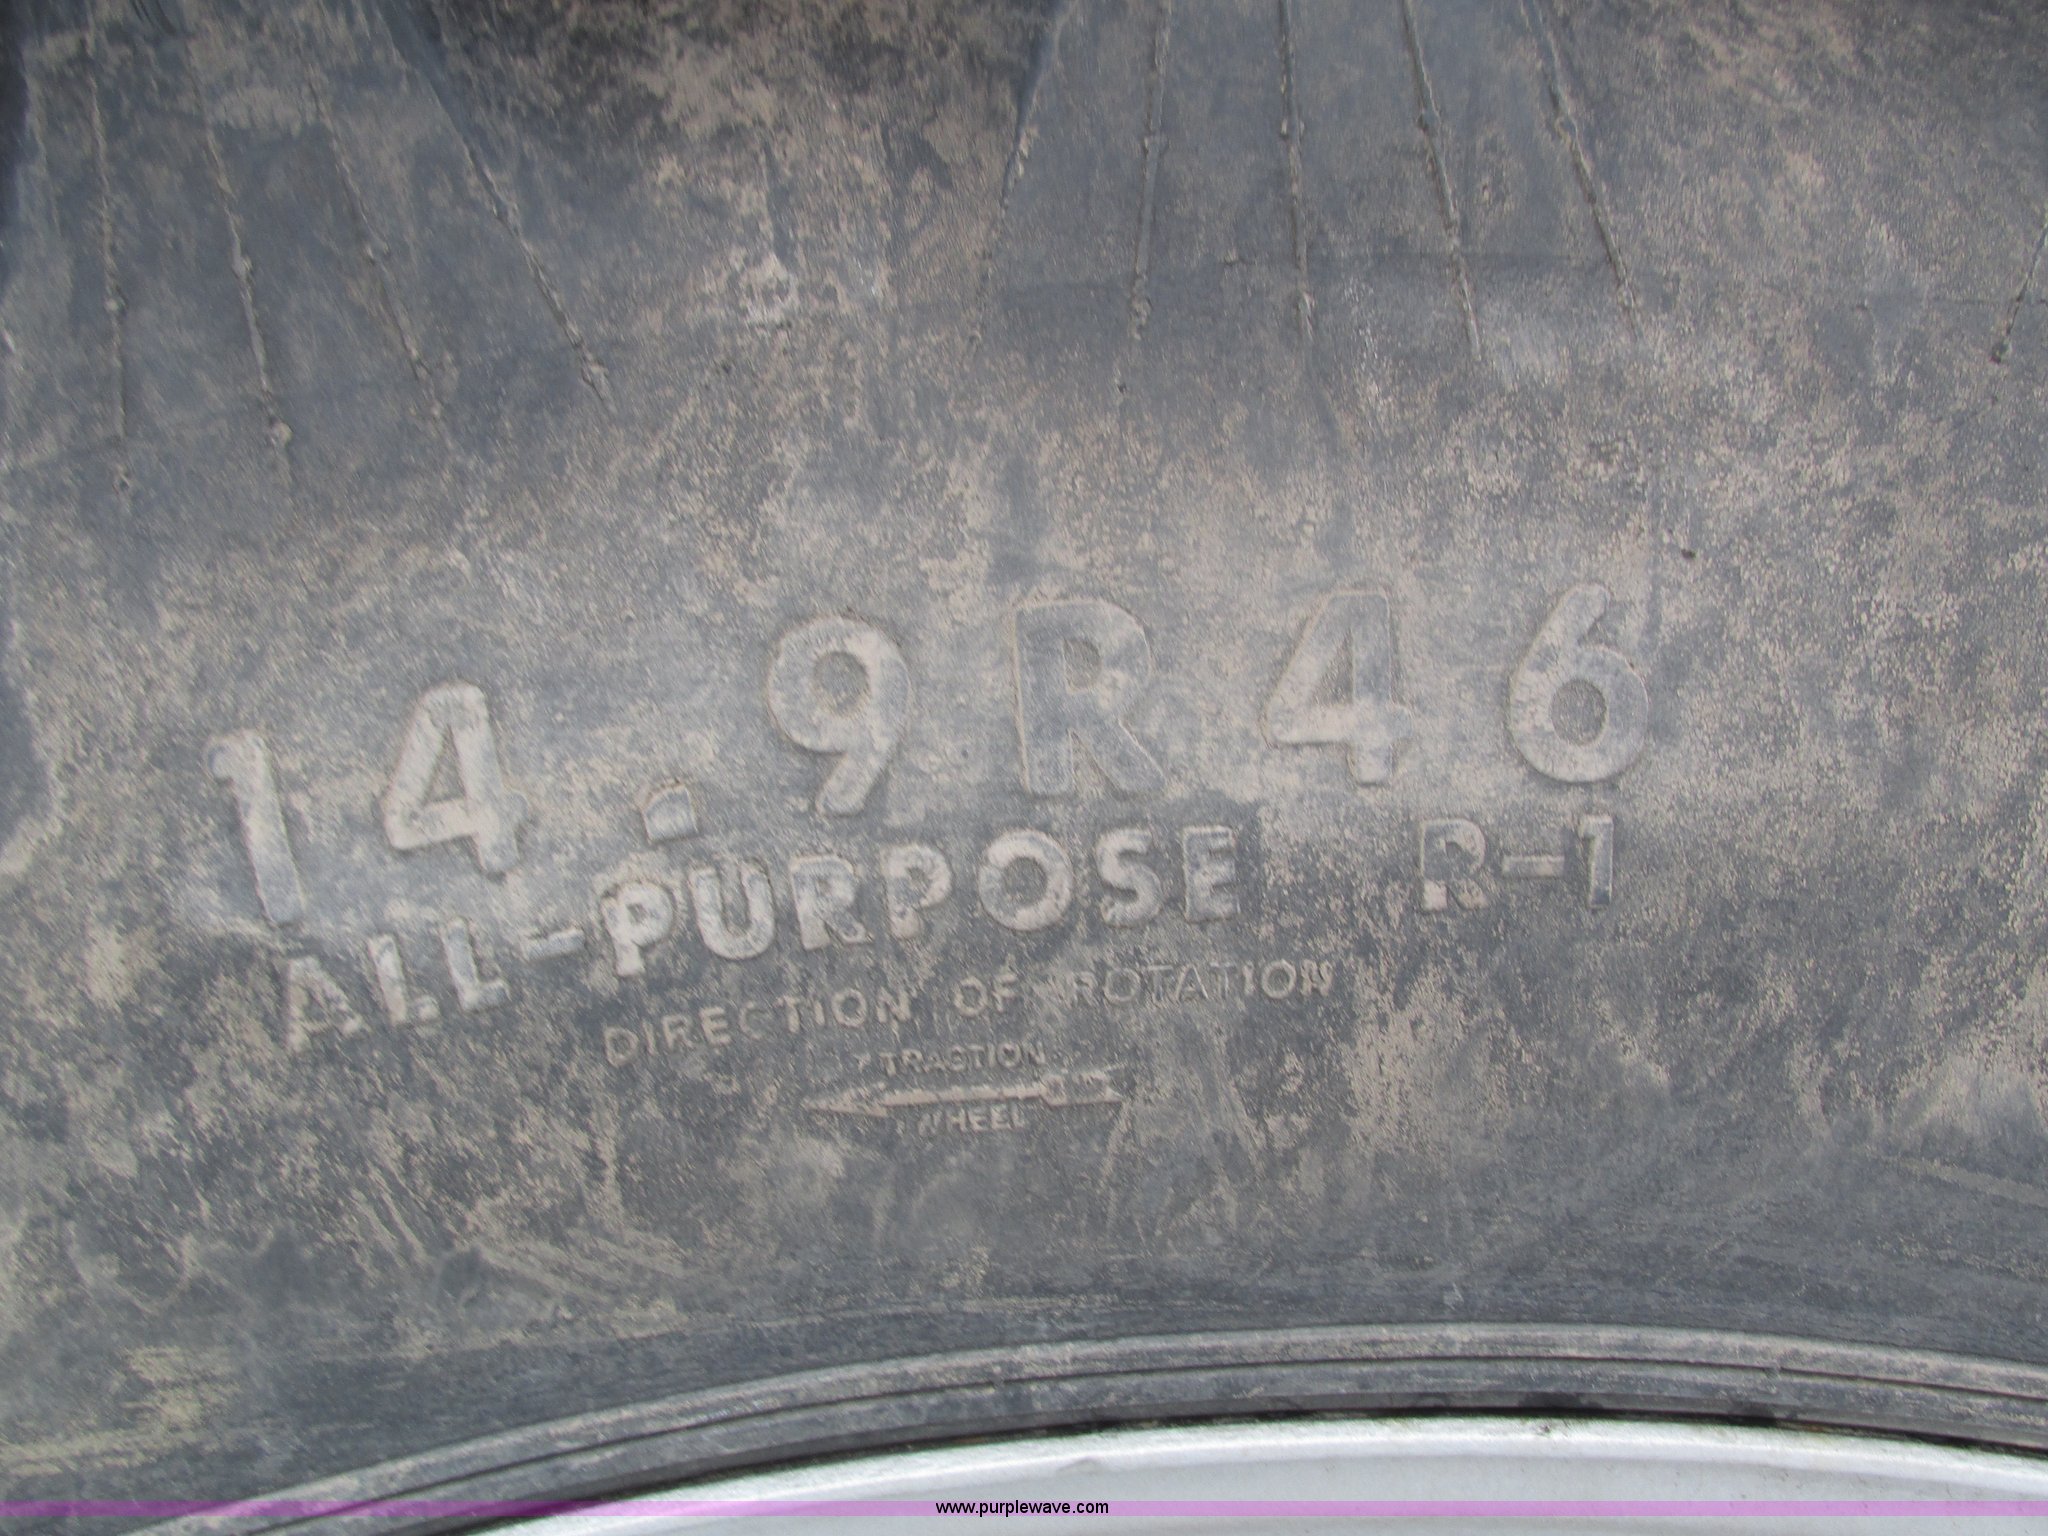 14.9R46
ALL-PURPOSE R-1
DIRECTION OF ROTATION
TRACTION
WHEEL
www.purplewave.com